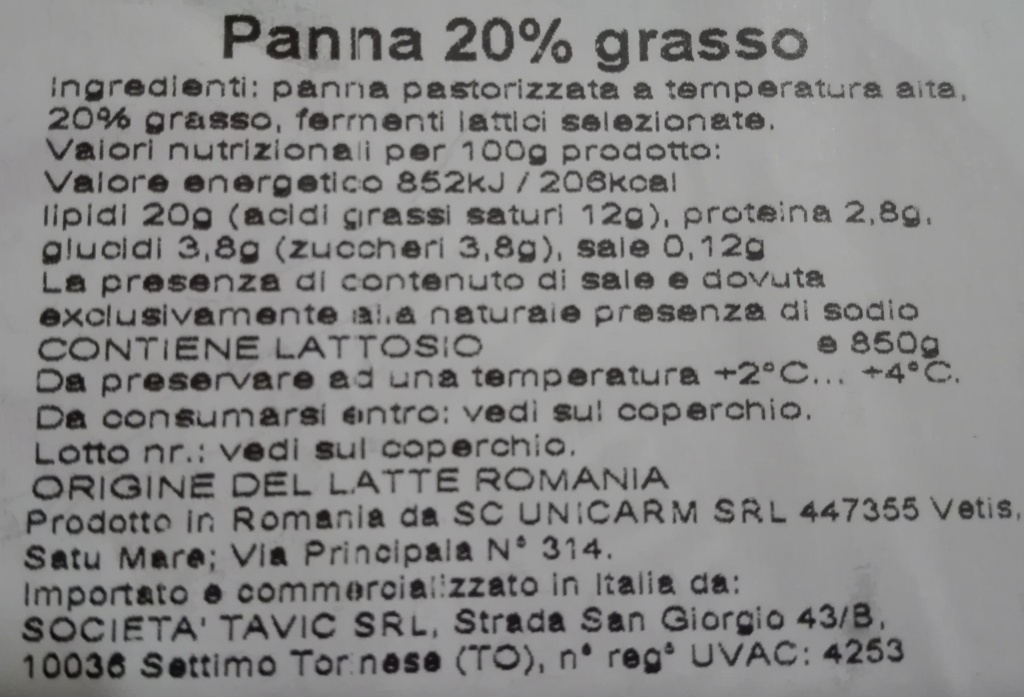 Panna 20% grasso
Ingredienti: panna pastorizzata a temperatura alta,
20% grasso, fermenti lattici selezionate.
Valori nutrizionali per 100g prodotto:
Valore energetico 852kJ / 206kcal
lipidi 20g (acidi grassi saturi 12g), proteina 2,8g,
glucidi 3,8g (zuccheri 3,8g), sale 0,12g
La presenza di contenuto di sale e dovuta
exclusivamente alla naturale presenza di sodio
CONTIENE LATTOSIO e 850g
Da preservare ad una temperatura +2°C... +4°C.
Da consumarsi entro: vedi sul coperchio.
Lotto nr.: vedi sul coperchio.
ORIGINE DEL LATTE ROMANIA
Prodotto in Romania da SC UNICARM SRL 447355 Vetis,
Satu Mare; Via Principala N° 314.
Importato e commercializzato in Italia da:
SOCIETA' TAVIC SRL, Strada San Giorgio 43/B,
10036 Settimo Torinese (TO), n° regª UVAC: 4253